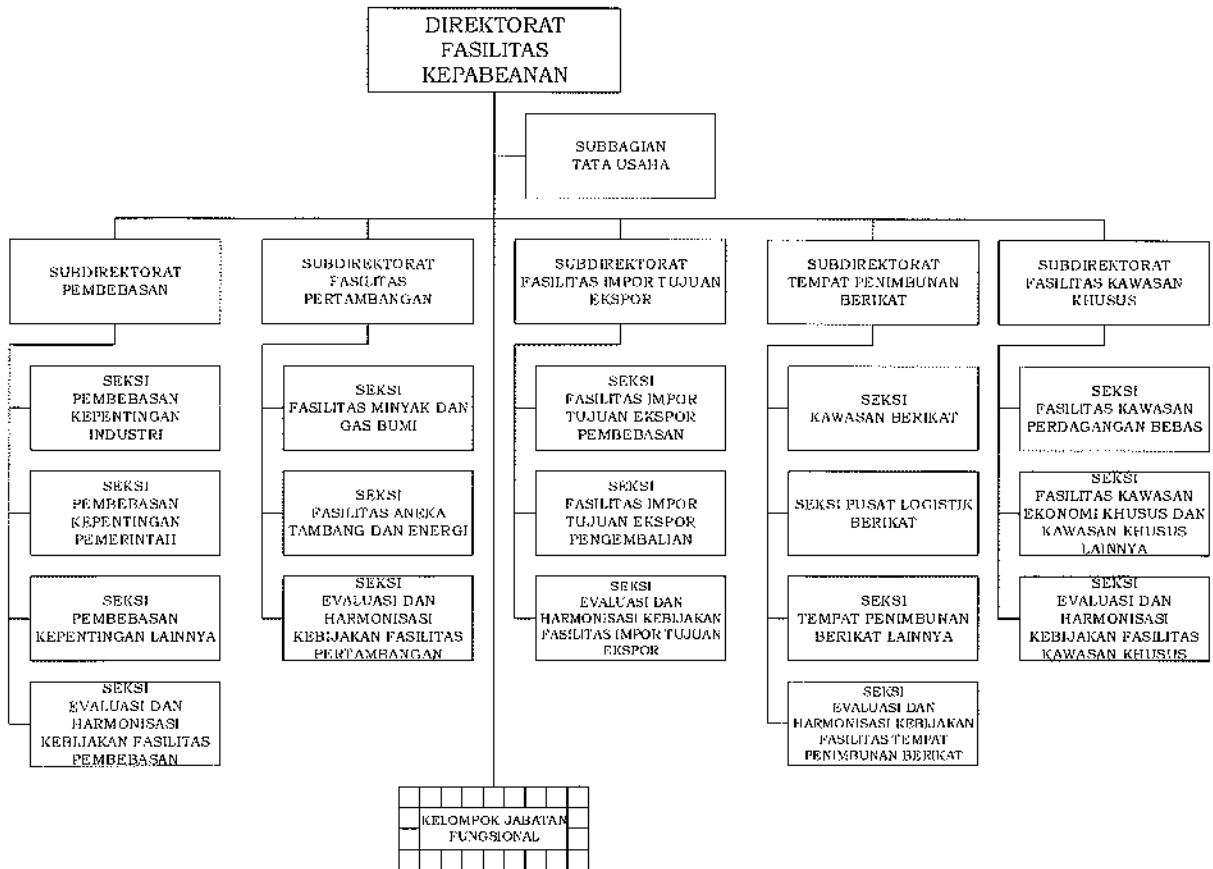 DIREKTORAT
FASILITAS
KEPABEANAN
SUBBAGIAN
TATA USAHA
SUBDIREKTORAT
PEMBEBASAN
SUBDIREKTORAT
FASILITAS
PERTAMBANGAN
SUBDIREKTORAT
FASILITAS IMPOR TUJUAN
EKSPOR
SUBDIREKTORAT
TEMPAT PENIMBUNAN
BERIKAT
SUBDIREKTORAT
FASILITAS KAWASAN
KHUSUS
SEKSI
PEMBEBASAN
KEPENTINGAN
INDUSTRI
SEKSI
FASILITAS MINYAK DAN
GAS BUMI
SEKSI
FASILITAS IMPOR
TUJUAN EKSPOR
PEMBEBASAN
SEKSI
KAWASAN BERIKAT
SEKSI
FASILITAS KAWASAN
PERDAGANGAN BEBAS
SEKSI
PEMBEBASAN
KEPENTINGAN
PEMERINTAH
SEKSI
FASILITAS ANEKA
TAMBANG DAN ENERGI
SEKSI
FASILITAS IMPOR
TUJUAN EKSPOR
PENGEMBALIAN
SEKSI PUSAT LOGISTIK
BERIKAT
SEKSI
FASILITAS KAWASAN
EKONOMI KHUSUS DAN
KAWASAN KHUSUS
LAINNYA
SEKSI
PEMBEBASAN
KEPENTINGAN LAINNYA
SEKSI
EVALUASI DAN
HARMONISASI
KEBIJAKAN FASILITAS
PERTAMBANGAN
SEKSI
EVALUASI DAN
HARMONISASI KEBIJAKAN
FASILITAS IMPOR TUJUAN
EKSPOR
SEKSI
TEMPAT PENIMBUNAN
BERIKAT LAINNYA
SEKSI
EVALUASI DAN
HARMONISASI
KEBIJAKAN FASILITAS
KAWASAN KHUSUS
SEKSI
EVALUASI DAN
HARMONISASI
KEBIJAKAN FASILITAS
PEMBEBASAN
SEKSI
EVALUASI DAN
HARMONISASI KEBIJAKAN
FASILITAS TEMPAT
PENIMBUNAN BERIKAT
KELOMPOK JABATAN
FUNGSIONAL